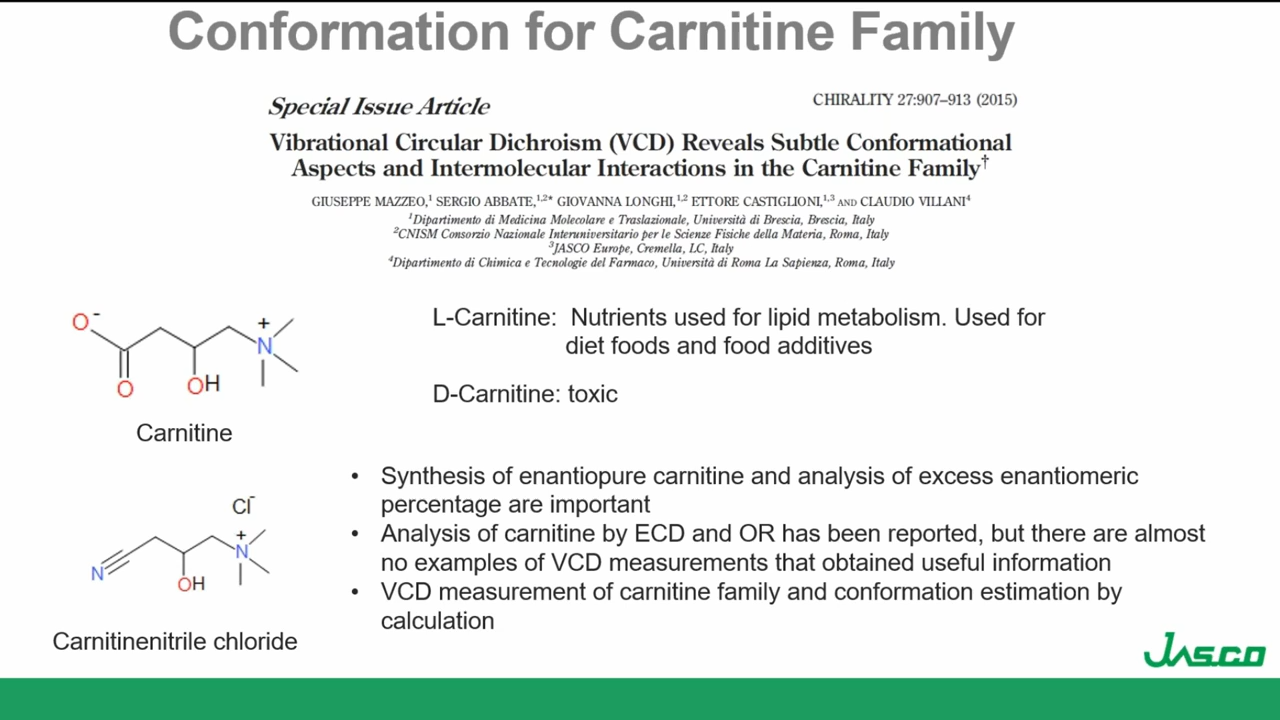 Conformation for Carnitine Family
Special Issue Article
CHIRALITY 27:907–913 (2015)
Vibrational Circular Dichroism (VCD) Reveals Subtle Conformational
Aspects and Intermolecular Interactions in the Carnitine Family†
GIUSEPPE MAZZEO,1 SERGIO ABBATE,1,2* GIOVANNA LONGHI,1,2 ETTORE CASTIGLIONI,1,3 AND CLAUDIO VILLANI4
1Dipartimento di Medicina Molecolare e Traslazionale, Università di Brescia, Brescia, Italy
2CNISM Consorzio Nazionale Interuniversitario per le Scienze Fisiche della Materia, Roma, Italy
3JASCO Europe, Cremella, LC, Italy
4Dipartimento di Chimica e Tecnologie del Farmaco, Università di Roma La Sapienza, Roma, Italy
O-
+
N
O
OH
Carnitine
L-Carnitine: Nutrients used for lipid metabolism. Used for
diet foods and food additives
D-Carnitine: toxic
Cl-
+
N
N
OH
Carnitinenitrile chloride
• Synthesis of enantiopure carnitine and analysis of excess enantiomeric
percentage are important
• Analysis of carnitine by ECD and OR has been reported, but there are almost
no examples of VCD measurements that obtained useful information
• VCD measurement of carnitine family and conformation estimation by
calculation
JASCO